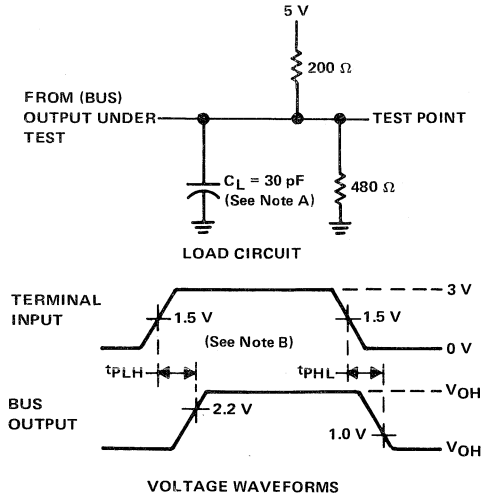 5 V
200 Ω
FROM (BUS)
OUTPUT UNDER
TEST
TEST POINT
CL = 30 pF
(See Note A)
480 Ω
LOAD CIRCUIT
TERMINAL
INPUT
3 V
1.5 V
1.5 V
(See Note B)
0 V
tPLH
tPHL
BUS
OUTPUT
VOH
2.2 V
1.0 V
VOH
VOLTAGE WAVEFORMS